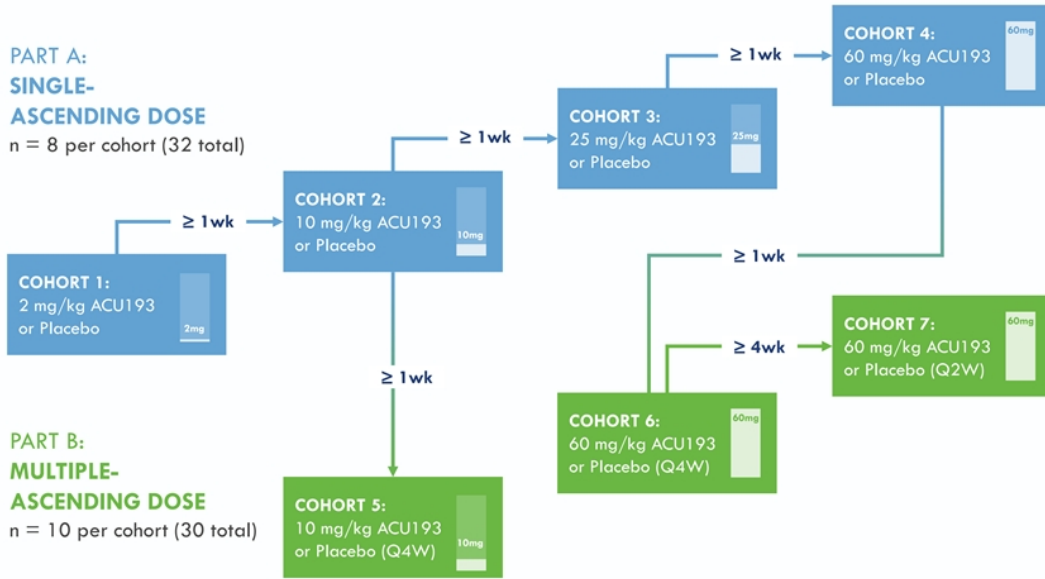 PART A:
SINGLE-
ASCENDING DOSE
n = 8 per cohort (32 total)
COHORT 1:
2 mg/kg ACU193
or Placebo
2mg
≥ 1wk
COHORT 2:
10 mg/kg ACU193
or Placebo
10mg
≥ 1wk
COHORT 3:
25 mg/kg ACU193
or Placebo
25mg
≥ 1wk
COHORT 4:
60 mg/kg ACU193
or Placebo
60mg
≥ 1wk
≥ 1wk
PART B:
MULTIPLE-
ASCENDING DOSE
n = 10 per cohort (30 total)
COHORT 5:
10 mg/kg ACU193
or Placebo (Q4W)
10mg
COHORT 6:
60 mg/kg ACU193
or Placebo (Q4W)
60mg
≥ 4wk
COHORT 7:
60 mg/kg ACU193
or Placebo (Q2W)
60mg